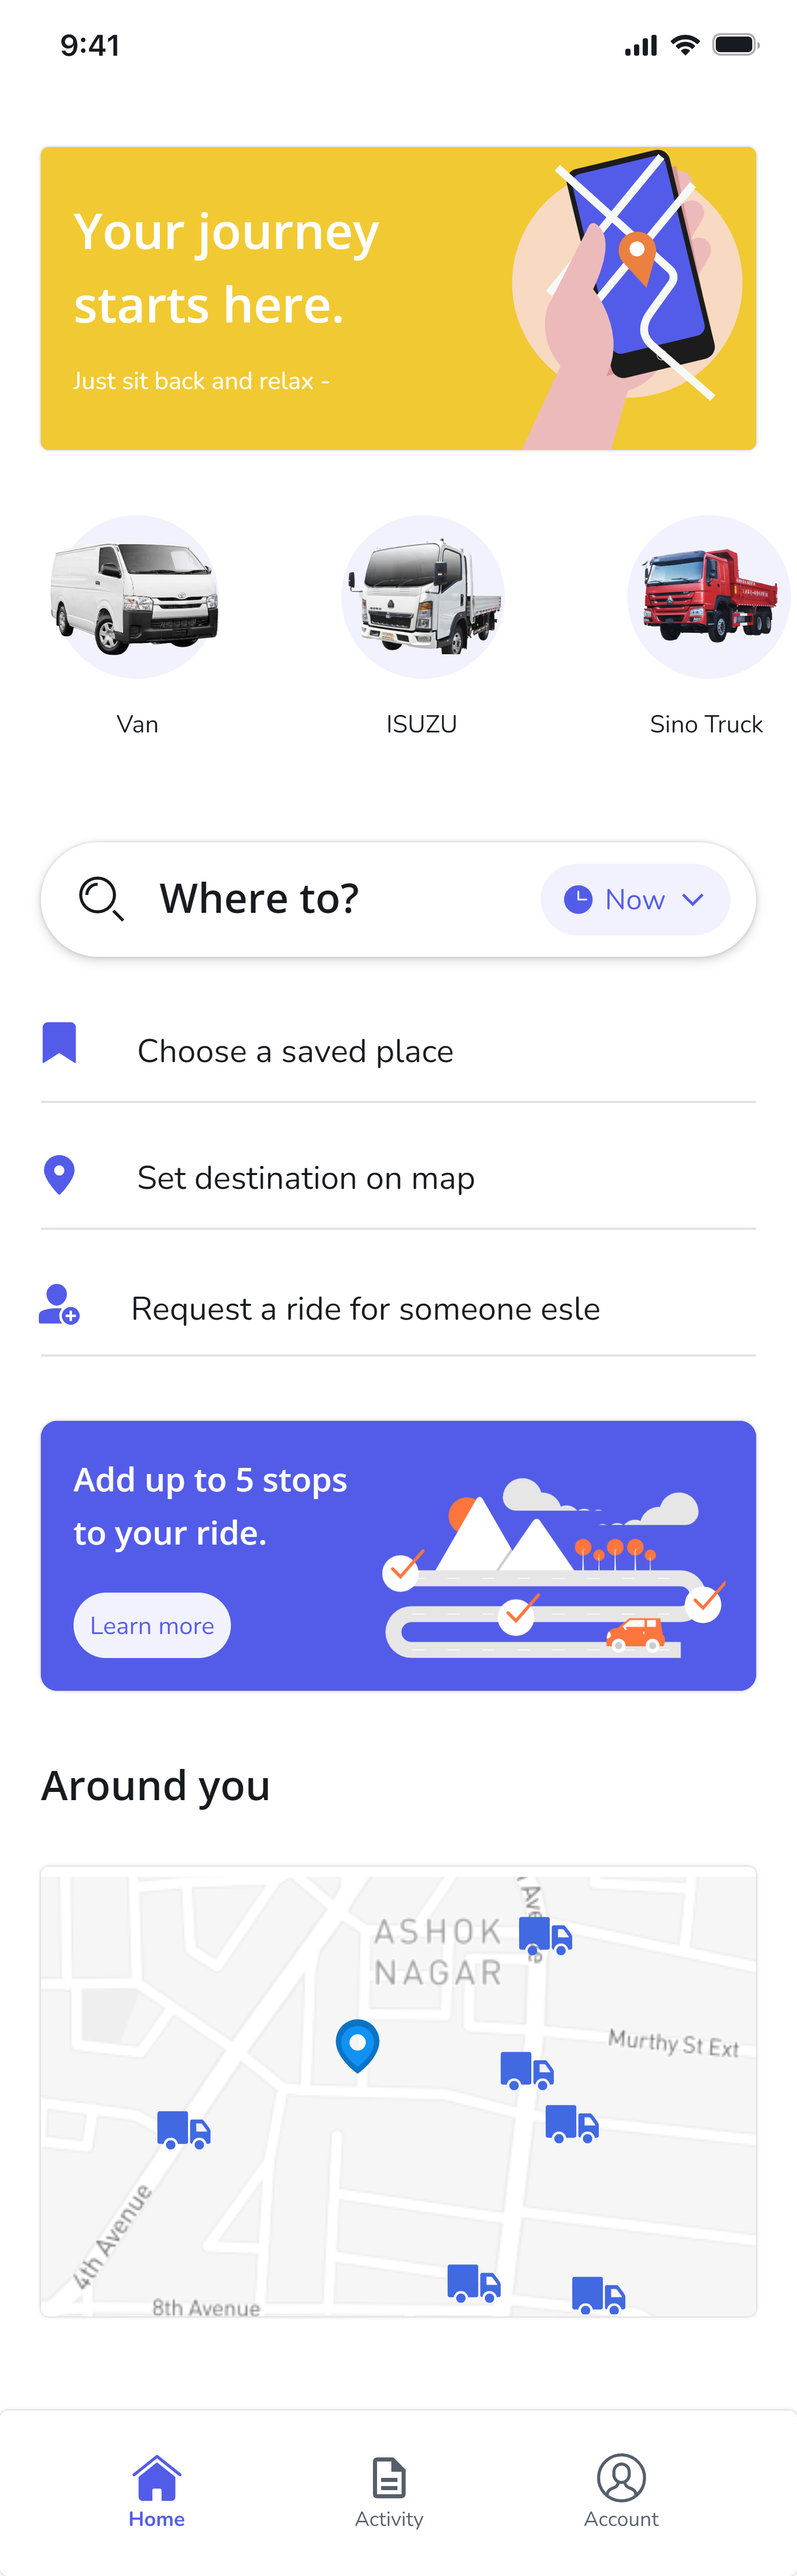 9:41
Your journey
starts here.
Just sit back and relax -
Van
ISUZU
Sino Truck
Where to?
Now
Choose a saved place
Set destination on map
Request a ride for someone esle
Add up to 5 stops
to your ride.
Learn more
Around you
ASHOK
NAGAR
Murthy St Ext
4th Avenue
8th Avenue
Home
Activity
Account